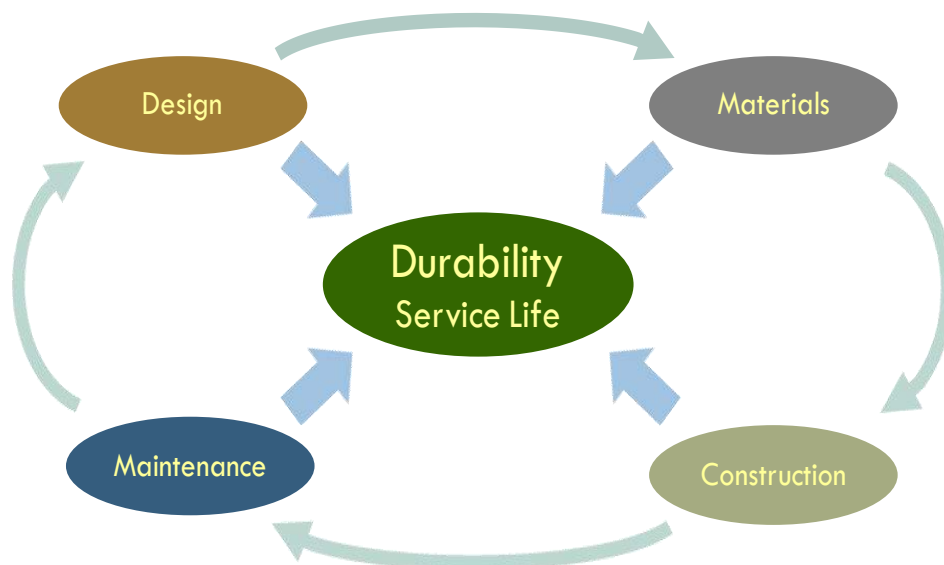 Design
Materials
Durability
Service Life
Maintenance
Construction